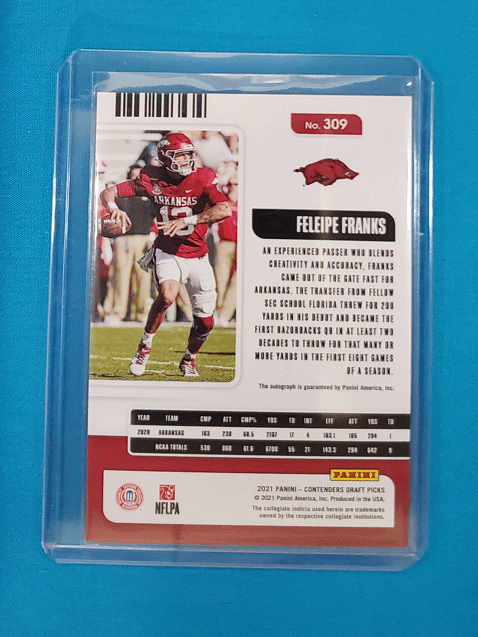 No. 309
ARKANSAS
13
FELEIPE FRANKS
AN EXPERIENCED PASSER WHO BLENDS
CREATIVITY AND ACCURACY, FRANKS
CAME OUT OF THE GATE FAST FOR
ARKANSAS. THE TRANSFER FROM FELLOW
SEC SCHOOL FLORIDA THREW FOR 200
YARDS IN HIS DEBUT AND BECAME THE
FIRST RAZORBACKS QB IN AT LEAST TWO
DECADES TO THROW FOR THAT MANY OR
MORE YARDS IN THE FIRST EIGHT GAMES
OF A SEASON.
The autograph is guaranteed by Panini America, Inc.
YEAR TEAM CMP ATT CMP% YDS TD INT EFF ATT YDS TD
2020 ARKANSAS 163 238 68.5 2107 17 4 163.1 105 204 1
NCAA TOTALS 530 860 61.6 6700 55 21 143.3 294 642 9
PANINI
NFLPA
2021 PANINI – CONTENDERS DRAFT PICKS
© 2021 Panini America, Inc. Produced in the USA.
The collegiate indicia used herein are trademarks
owned by the respective collegiate institutions.